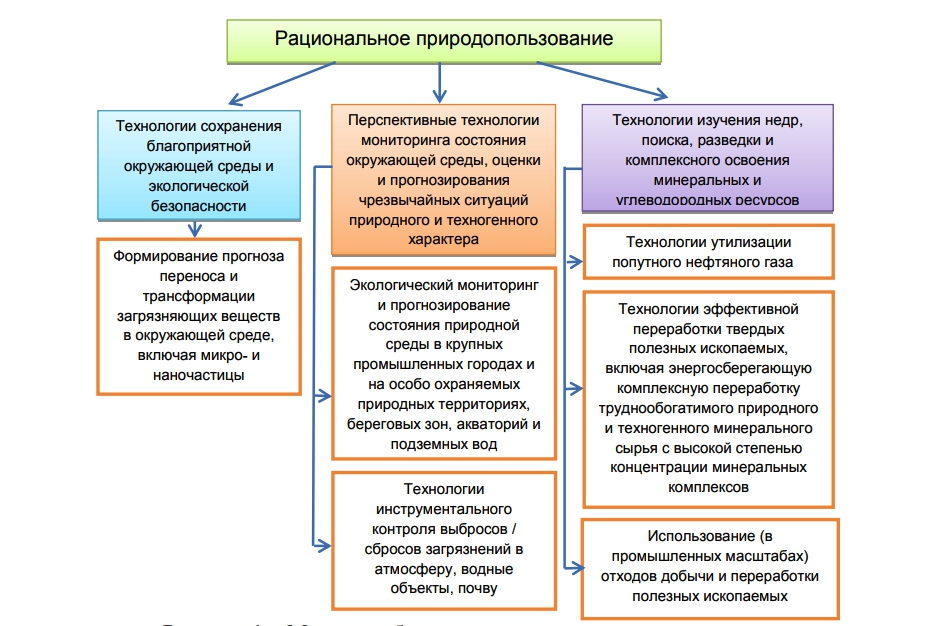 Рациональное природопользование
Технологии сохранения
благоприятной
окружающей среды и
экологической
безопасности
Формирование прогноза
переноса и
трансформации
загрязняющих веществ
в окружающей среде,
включая микро- и
наночастицы
Перспективные технологии
мониторинга состояния
окружающей среды, оценки
и прогнозирования
чрезвычайных ситуаций
природного и техногенного
характера
Экологический мониторинг
и прогнозирование
состояния природной
среды в крупных
промышленных городах и
на особо охраняемых
природных территориях,
береговых зон, акваторий и
подземных вод
Технологии
инструментального
контроля выбросов /
сбросов загрязнений в
атмосферу, водные
объекты, почву
Технологии изучения недр,
поиска, разведки и
комплексного освоения
минеральных и
углеводородных ресурсов
Технологии утилизации
попутного нефтяного газа
Технологии эффективной
переработки твердых
полезных ископаемых,
включая энергосберегающую
комплексную переработку
труднообогатимого природного
и техногенного минерального
сырья с высокой степенью
концентрации минеральных
комплексов
Использование (в
промышленных масштабах)
отходов добычи и переработки
полезных ископаемых